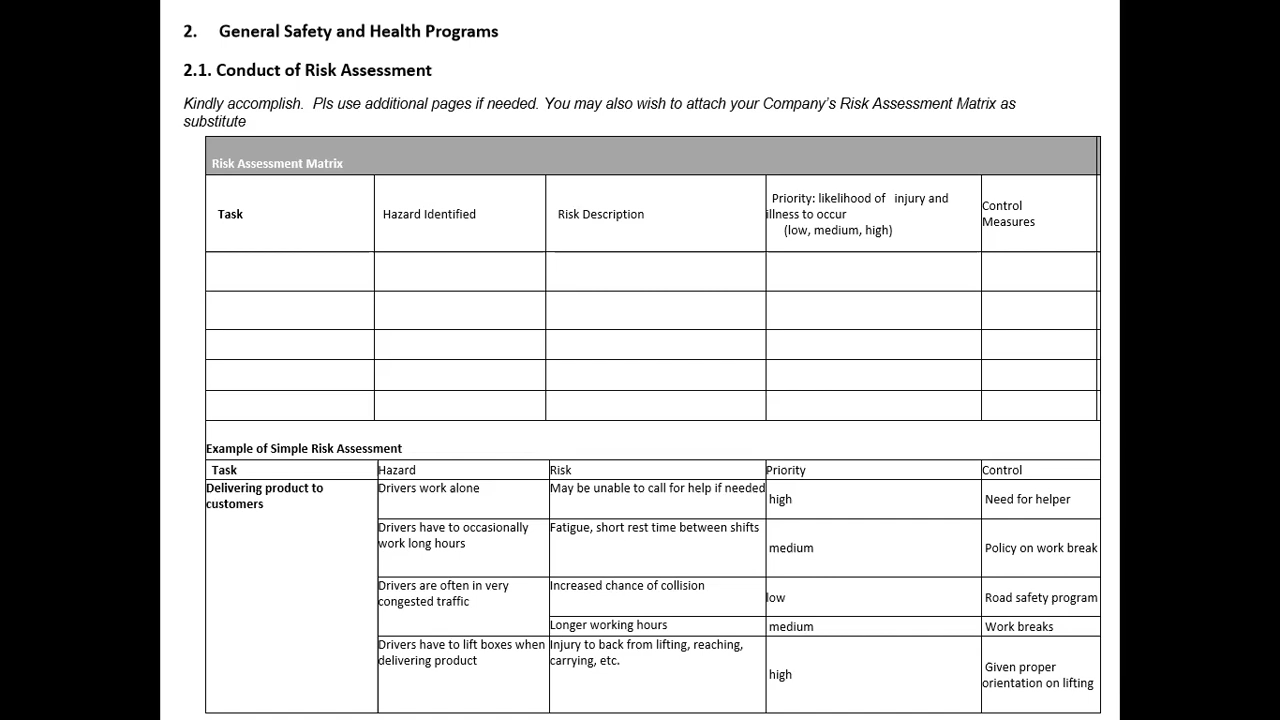 2. General Safety and Health Programs
2.1. Conduct of Risk Assessment
Kindly accomplish. Pls use additional pages if needed. You may also wish to attach your Company's Risk Assessment Matrix as
substitute
Risk Assessment Matrix
Task
Hazard Identified
Risk Description
Priority: likelihood of injury and
illness to occur
(low, medium, high)
Control
Measures
Example of Simple Risk Assessment
Task
Hazard
Risk
Priority
Control
Delivering product to
customers
Drivers work alone
May be unable to call for help if needed
high
Need for helper
Drivers have to occasionally
work long hours
Fatigue, short rest time between shifts
medium
Policy on work break
Drivers are often in very
congested traffic
Increased chance of collision
low
Road safety program
Longer working hours
medium
Work breaks
Drivers have to lift boxes when
delivering product
Injury to back from lifting, reaching,
carrying, etc.
high
Given proper
orientation on lifting